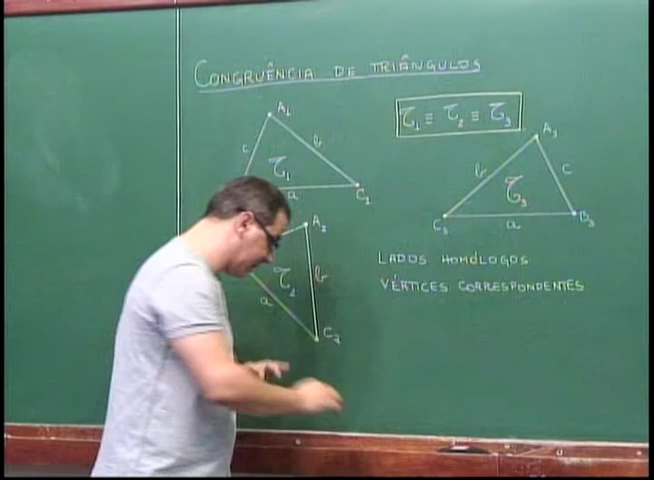 CONGRUÊNCIA DE TRIÂNGULOS
A1
c
b
T1
a
C1
T1 ≡ T2 ≡ T3
A3
b
c
T3
C3
a
B3
A2
T2
b
a
C2
LADOS HOMÓLOGOS
VÉRTICES CORRESPONDENTES